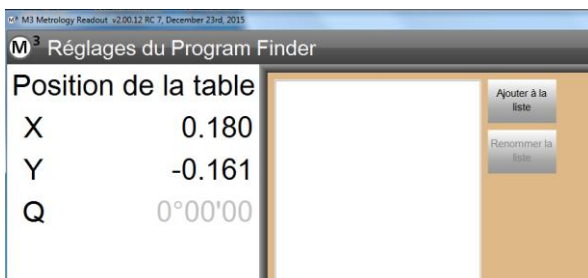 M³ M3 Metrology Readout v2.00.12 RC 7, December 23rd, 2015
M³ Réglages du Program Finder
Position de la table
X 0.180
Y -0.161
Q 0°00'00
Ajouter à la
liste
Renommer la
liste